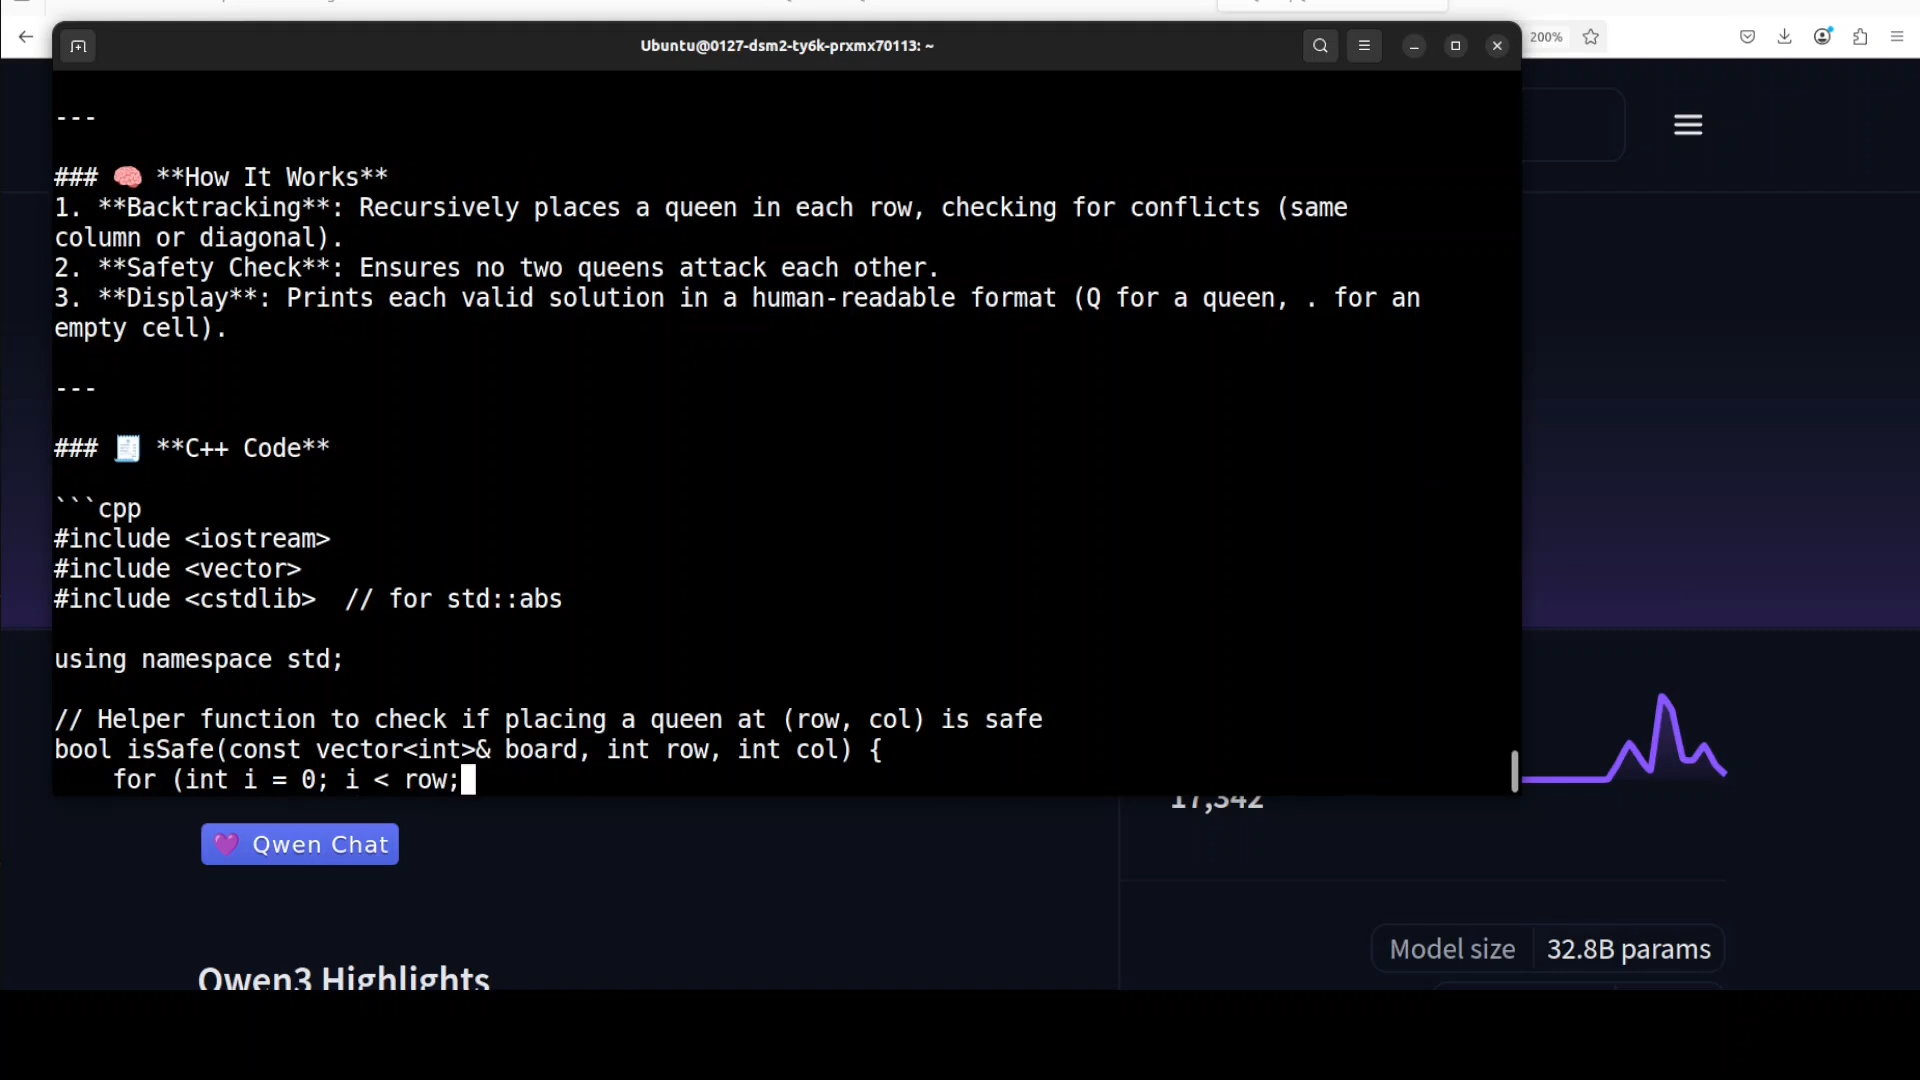 Ubuntu@0127-dsm2-ty6k-prxmx70113: ~
200%
---
### 🧠 **How It Works**
1. **Backtracking**: Recursively places a queen in each row, checking for conflicts (same
column or diagonal).
2. **Safety Check**: Ensures no two queens attack each other.
3. **Display**: Prints each valid solution in a human-readable format (Q for a queen, . for an
empty cell).
---
### 🧾 **C++ Code**
```cpp
#include <iostream>
#include <vector>
#include <cstdlib>  // for std::abs
using namespace std;
// Helper function to check if placing a queen at (row, col) is safe
bool isSafe(const vector<int>& board, int row, int col) {
    for (int i = 0; i < row;
17,342
💜 Qwen Chat
Model size 32.8B params
Qwen3 Highlights